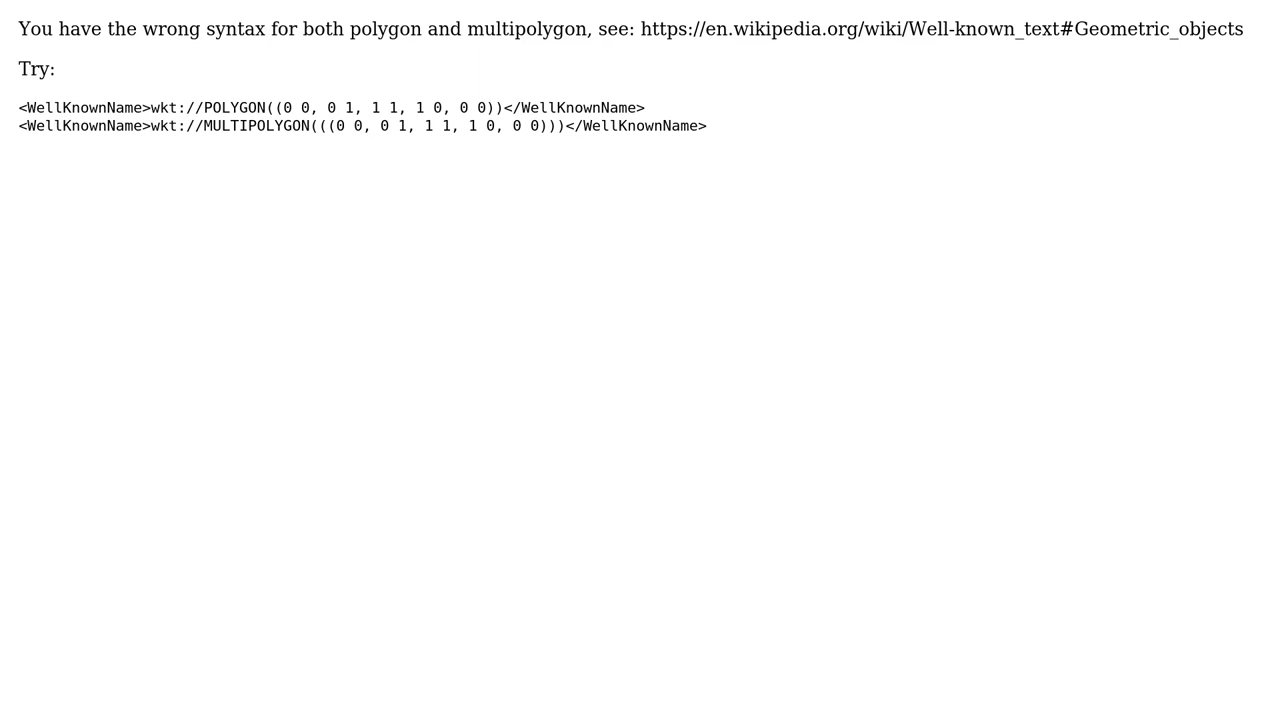 You have the wrong syntax for both polygon and multipolygon, see: https://en.wikipedia.org/wiki/Well-known_text#Geometric_objects
Try:
<WellKnownName>wkt://POLYGON((0 0, 0 1, 1 1, 1 0, 0 0))</WellKnownName>
<WellKnownName>wkt://MULTIPOLYGON(((0 0, 0 1, 1 1, 1 0, 0 0)))</WellKnownName>